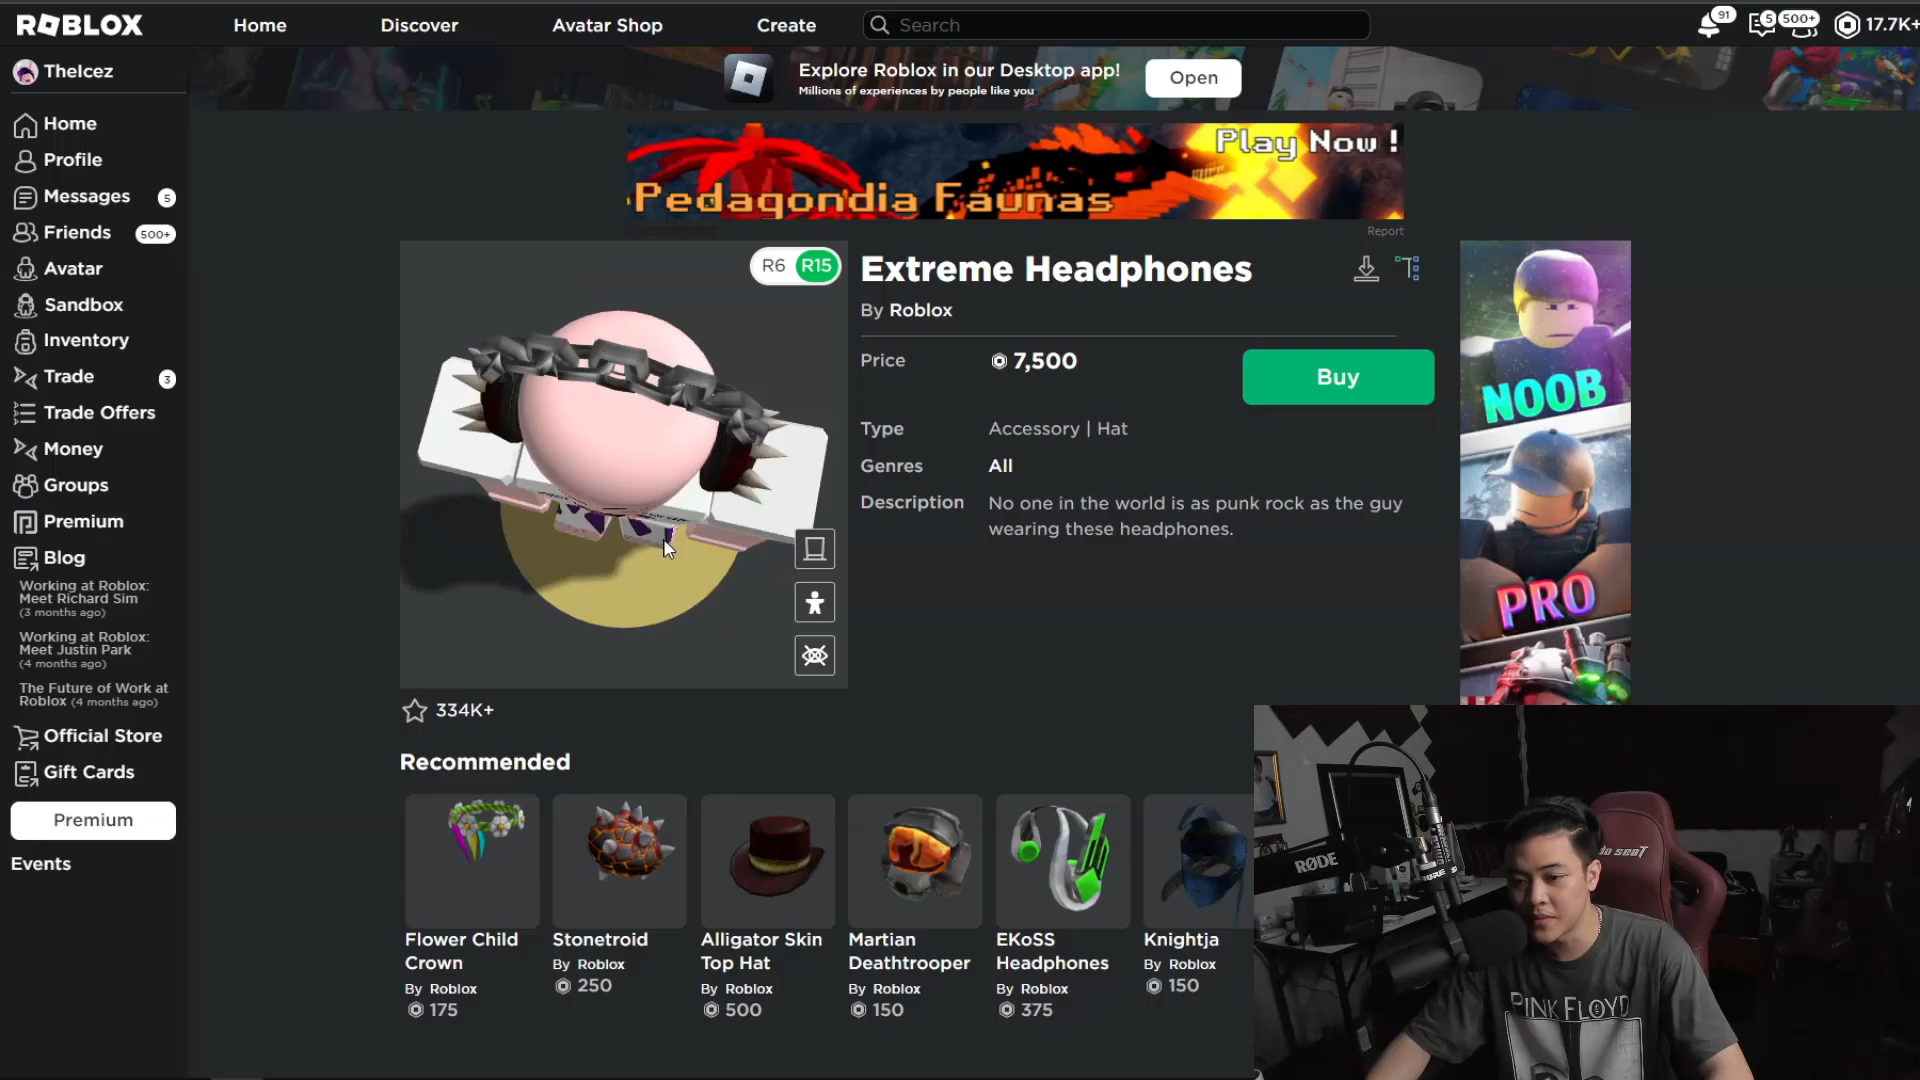 ROBLOX
Home
Discover
Avatar Shop
Create
Search
91
5
500+
17.7K+
TheIcez
Explore Roblox in our Desktop app!
Millions of experiences by people like you
Open
Home
Profile
Messages
5
Friends
500+
Avatar
Sandbox
Inventory
Trade
3
Trade Offers
Money
Groups
Premium
Blog
Working at Roblox:
Meet Richard Sim
(3 months ago)
Working at Roblox:
Meet Justin Park
(4 months ago)
The Future of Work at
Roblox (4 months ago)
Official Store
Gift Cards
Premium
Events
Play Now !
Pedagondia Faunas
Report
R6 R15
Extreme Headphones
By Roblox
Price
7,500
Buy
Type
Accessory | Hat
Genres
All
Description
No one in the world is as punk rock as the guy
wearing these headphones.
NOOB
PRO
334K+
Recommended
Flower Child
Crown
By Roblox
175
Stonetroid
By Roblox
250
Alligator Skin
Top Hat
By Roblox
500
Martian
Deathtrooper
By Roblox
150
EKoSS
Headphones
By Roblox
375
Knightja
By Roblox
150
RØDE
seaT
PINK FLOYD